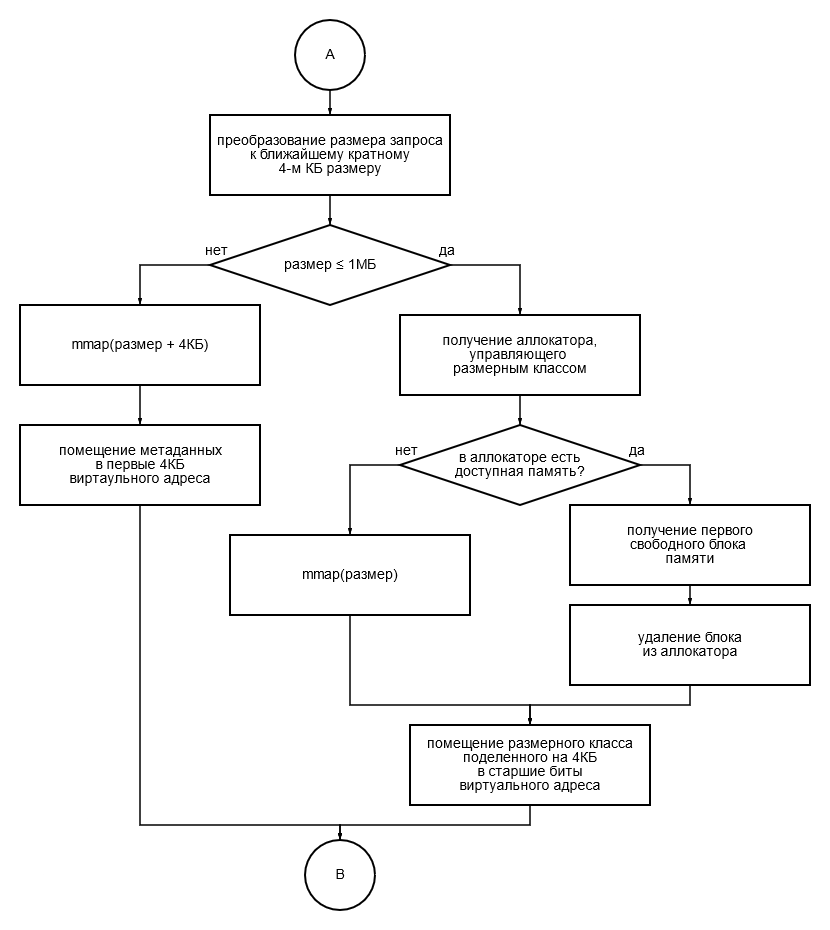 A
преобразование размера запроса
к ближайшему кратному
4-м КБ размеру
нет
да
размер ≤ 1МБ
mmap(размер + 4КБ)
получение аллокатора,
управляющего
размерным классом
помещение метаданных
в первые 4КБ
виртаульного адреса
нет
да
в аллокаторе есть
доступная память?
получение первого
свободного блока
памяти
mmap(размер)
удаление блока
из аллокатора
помещение размерного класса
поделенного на 4КБ
в старшие биты
виртуального адреса
B